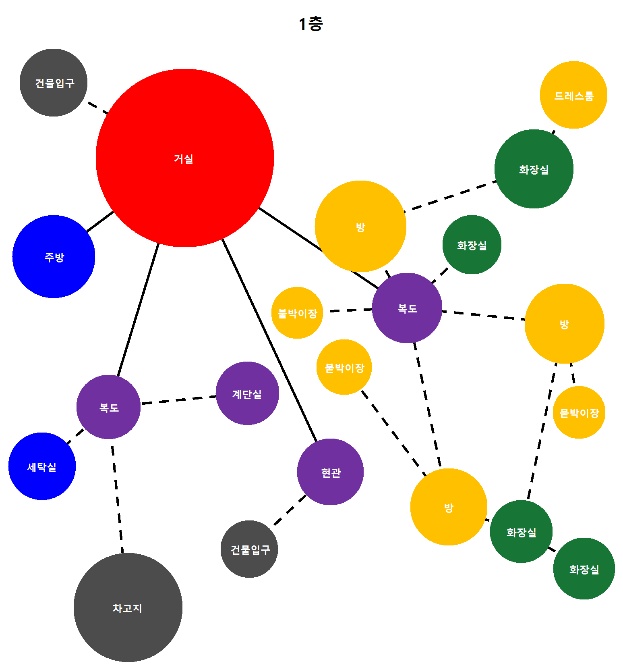 1층
건물입구
드레스룸
거실
화장실
방
화장실
주방
복도
붙박이장
방
붙박이장
계단실
복도
붙박이장
세탁실
현관
방
화장실
건물입구
화장실
차고지